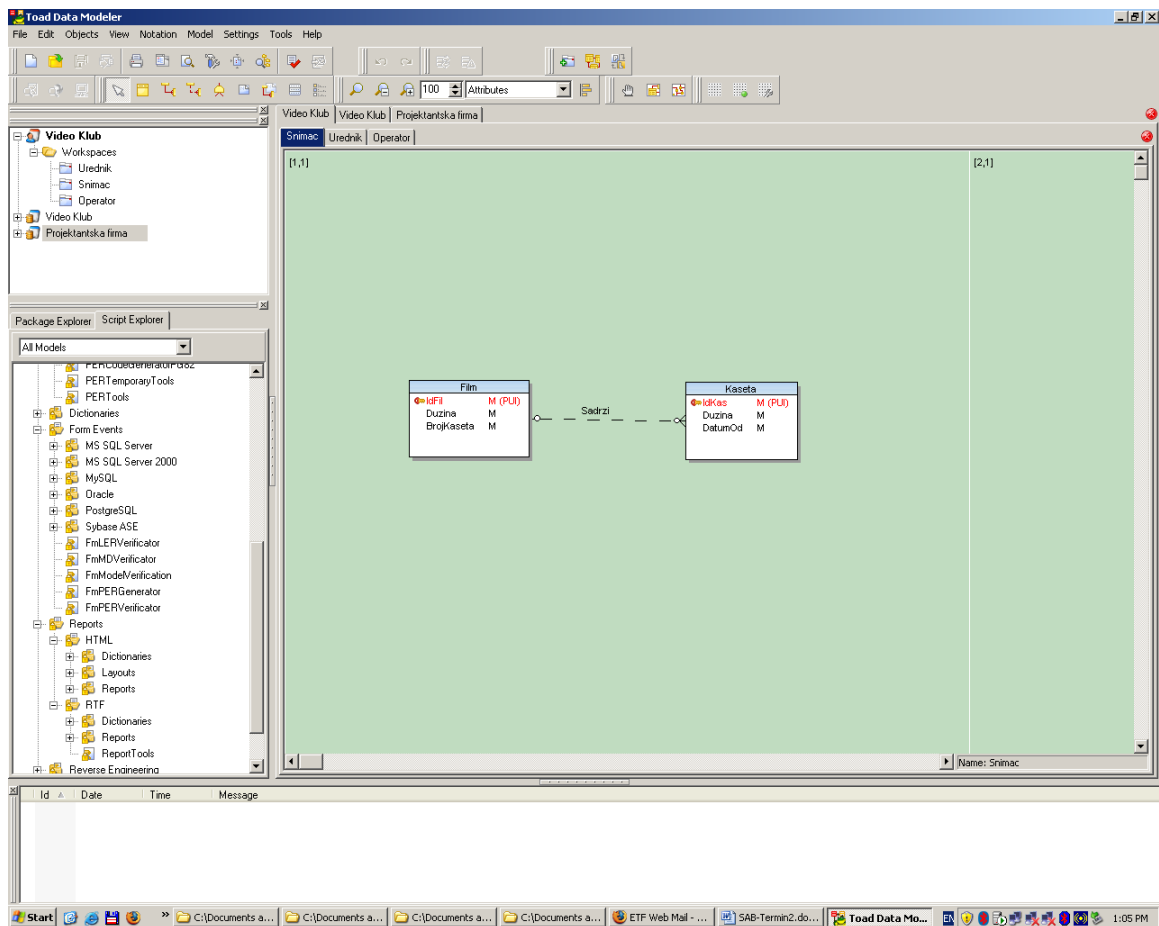 Toad Data Modeler
File Edit Objects View Notation Model Settings Tools Help
100 Attributes
Video Klub
Workspaces
Urednik
Snimac
Operator
Video Klub
Projektantska firma
Package Explorer Script Explorer
All Models
PERCodeGeneratorPG82
PERTemporaryTools
PERTools
Dictionaries
Form Events
MS SQL Server
MS SQL Server 2000
MySQL
Oracle
PostgreSQL
Sybase ASE
FmLERVerificator
FmMDVerificator
FmModelVerification
FmPERGenerator
FmPERVerificator
Reports
HTML
Dictionaries
Layouts
Reports
RTF
Dictionaries
Reports
ReportTools
Reverse Engineering
Video Klub Video Klub Projektantska firma
Snimac Urednik Operator
[1,1] [2,1]
Film
IdFil M (PUI)
Duzina M
BrojKaseta M
Sadrzi
Kaseta
IdKas M (PUI)
Duzina M
DatumOd M
Name: Snimac
Id Date Time Message
Start » C:\Documents a... C:\Documents a... C:\Documents a... C:\Documents a... ETF Web Mail - ... SAB-Termin2.do... Toad Data Mo... EN 1:05 PM